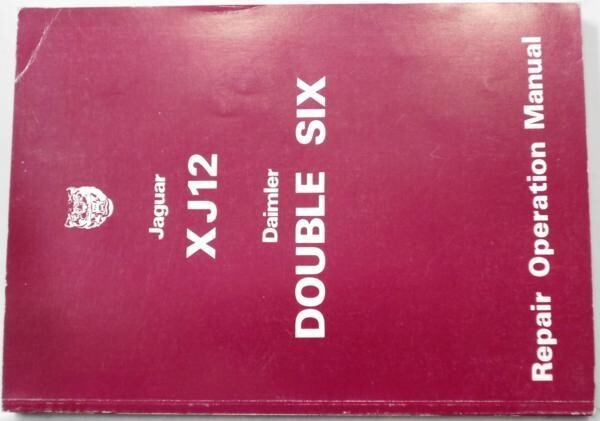 Jaguar
XJ12
Daimler
DOUBLE SIX
Repair Operation Manual